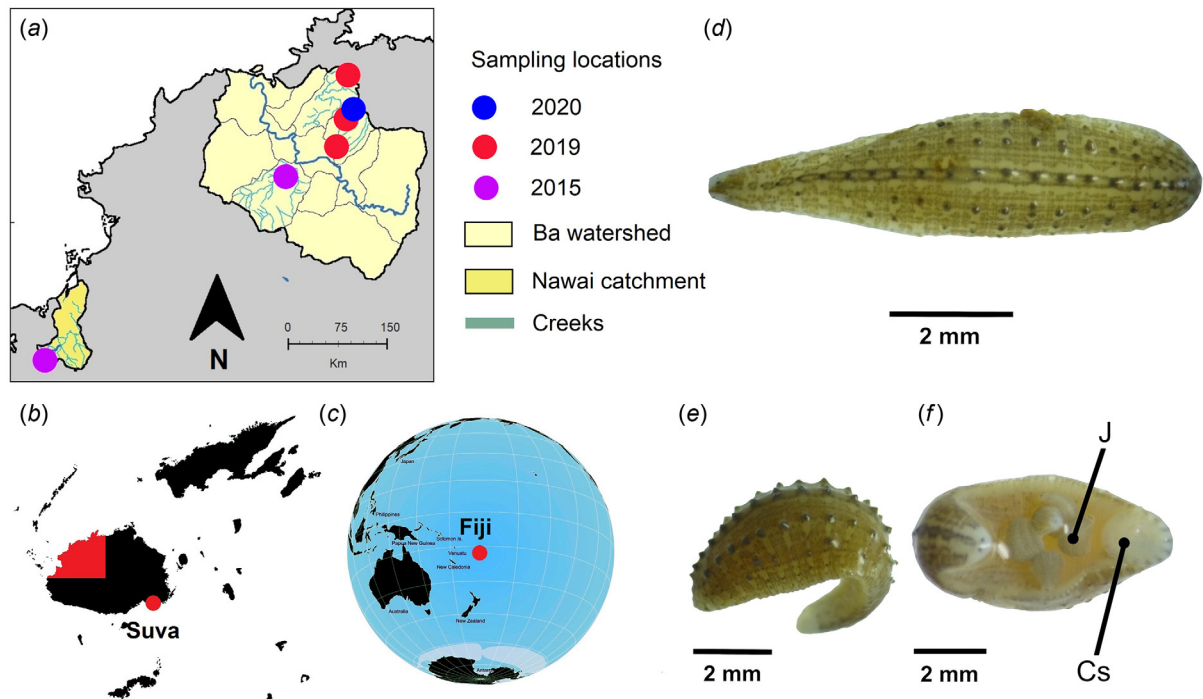 (a)
Sampling locations
2020
2019
2015
Ba watershed
Nawai catchment
Creeks
N
0 75 150
Km
(b)
Suva
(c)
Japan
Philippines
Papua New Guinea
Solomon Is.
Vanuatu
New Caledonia
Fiji
Australia
New Zealand
(d)
2 mm
(e)
2 mm
(f)
J
Cs
2 mm